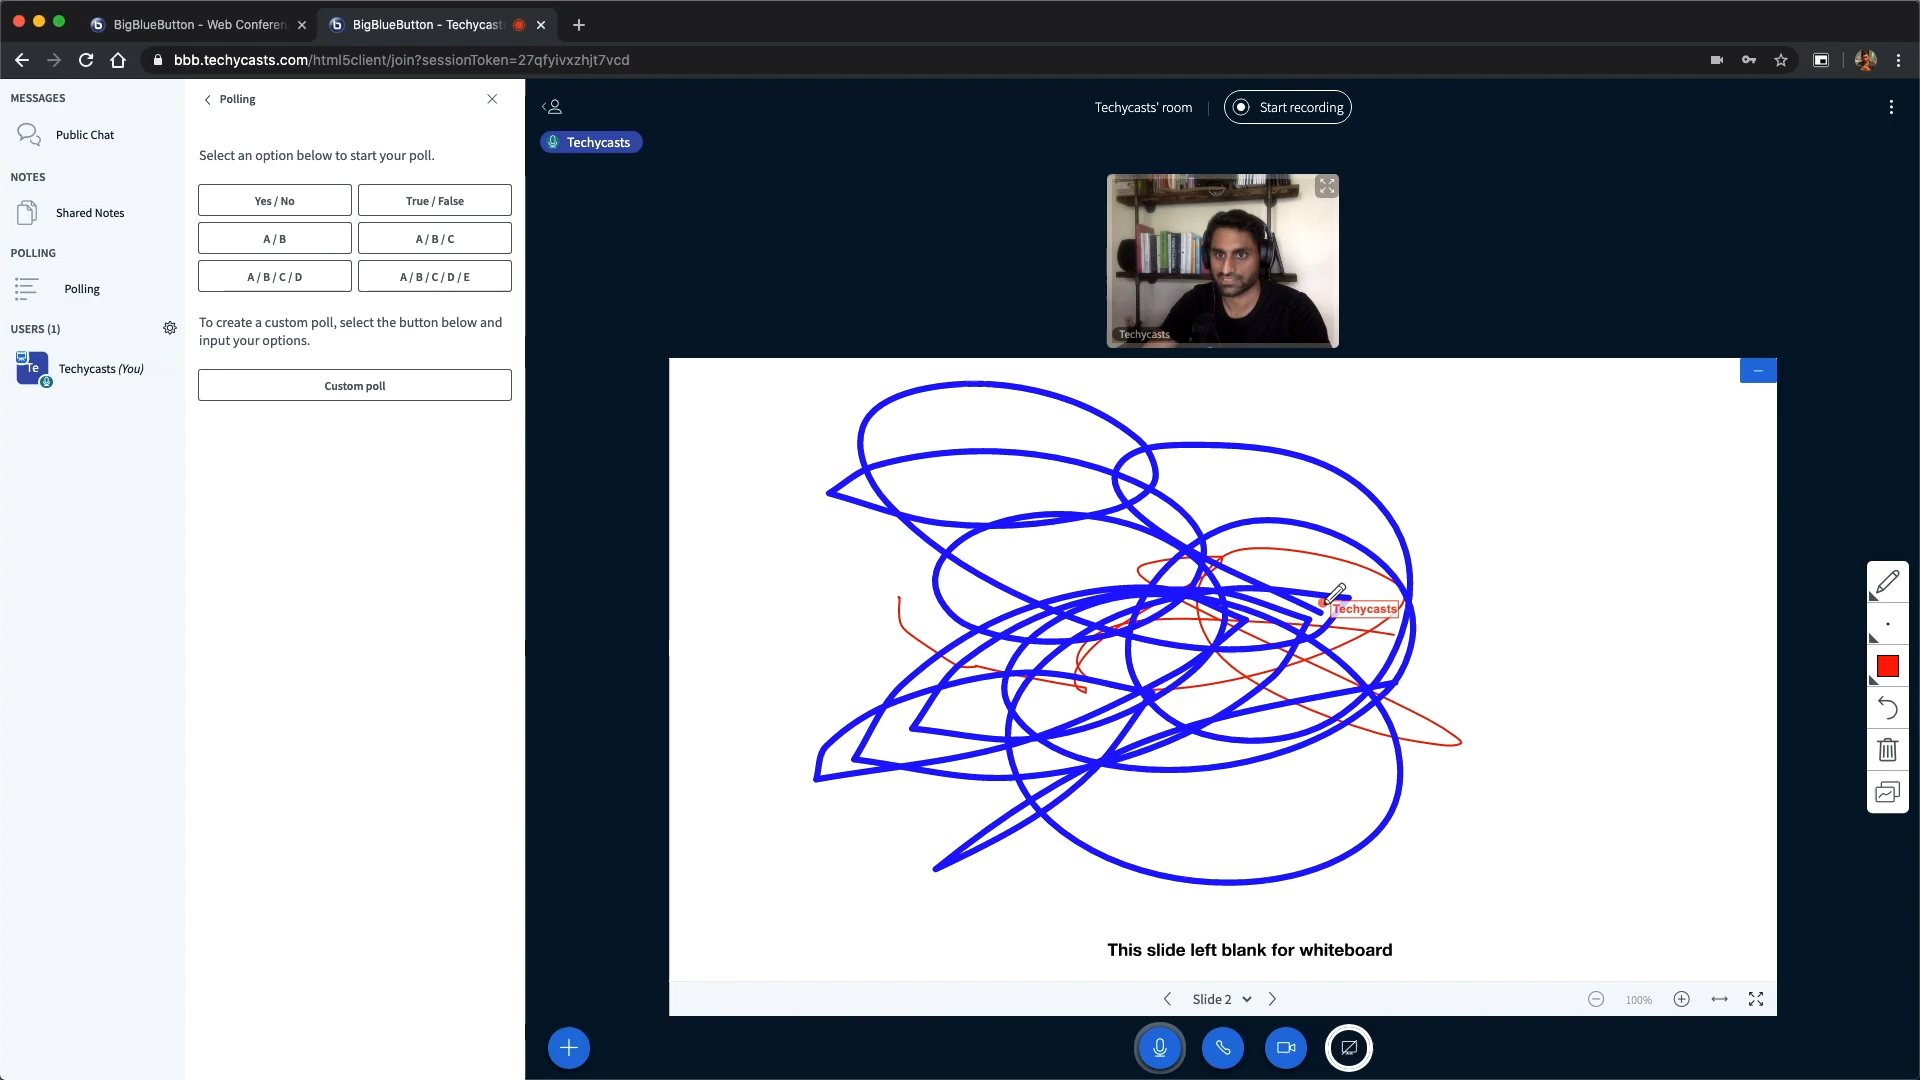 BigBlueButton - Web Conferen
BigBlueButton - Techycast
bbb.techycasts.com/html5client/join?sessionToken=27qfyivxzhjt7vcd
MESSAGES
Public Chat
NOTES
Shared Notes
POLLING
Polling
USERS (1)
Te
Techycasts (You)
Polling
Select an option below to start your poll.
Yes / No
True / False
A / B
A / B / C
A / B / C / D
A / B / C / D / E
To create a custom poll, select the button below and
input your options.
Custom poll
Techycasts' room
Start recording
Techycasts
Techycasts
Techycasts
This slide left blank for whiteboard
Slide 2
100%